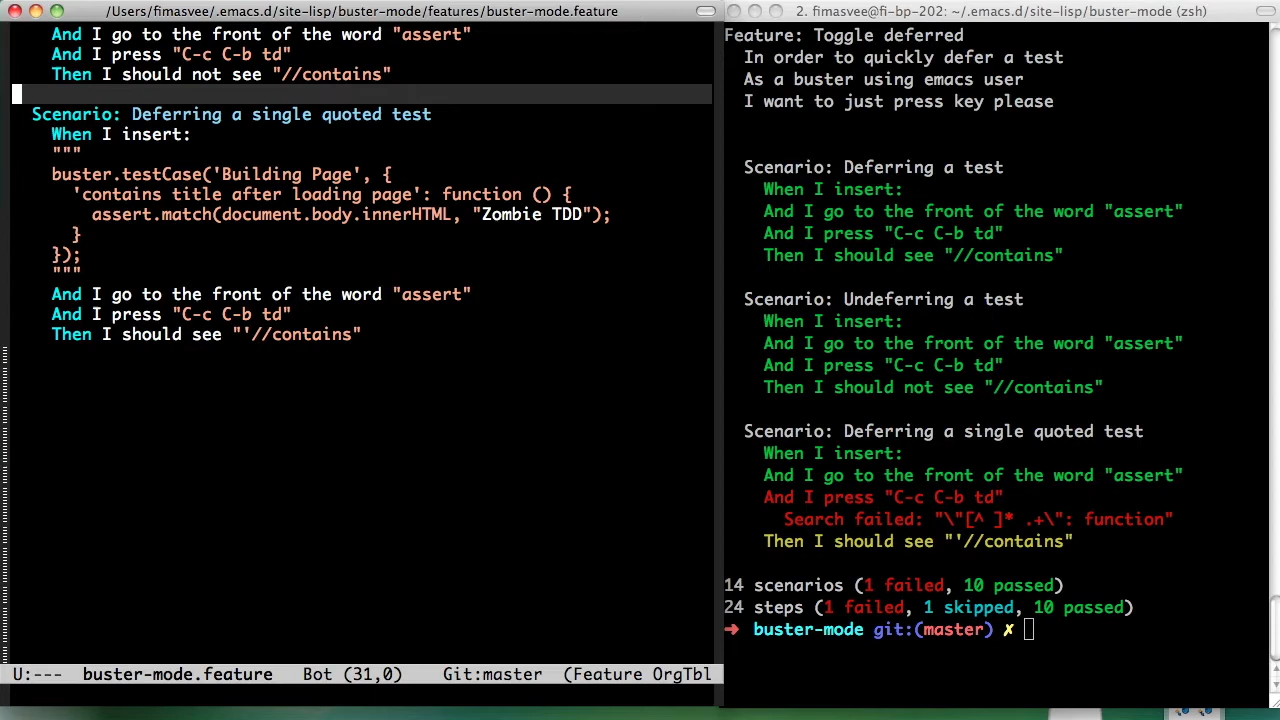 /Users/fimasvee/.emacs.d/site-lisp/buster-mode/features/buster-mode.feature
And I go to the front of the word "assert"
And I press "C-c C-b td"
Then I should not see "//contains"
Scenario: Deferring a single quoted test
When I insert:
"""
buster.testCase('Building Page', {
'contains title after loading page': function () {
assert.match(document.body.innerHTML, "Zombie TDD");
}
});
"""
And I go to the front of the word "assert"
And I press "C-c C-b td"
Then I should see "'//contains"
U:--- buster-mode.feature Bot (31,0) Git:master (Feature OrgTbl
2. fimasvee@fi-bp-202: ~/.emacs.d/site-lisp/buster-mode (zsh)
Feature: Toggle deferred
In order to quickly defer a test
As a buster using emacs user
I want to just press key please
Scenario: Deferring a test
When I insert:
And I go to the front of the word "assert"
And I press "C-c C-b td"
Then I should see "//contains"
Scenario: Undeferring a test
When I insert:
And I go to the front of the word "assert"
And I press "C-c C-b td"
Then I should not see "//contains"
Scenario: Deferring a single quoted test
When I insert:
And I go to the front of the word "assert"
And I press "C-c C-b td"
Search failed: "\"[^ ]* .+\": function"
Then I should see "'//contains"
14 scenarios (1 failed, 10 passed)
24 steps (1 failed, 1 skipped, 10 passed)
➜ buster-mode git:(master) ✗